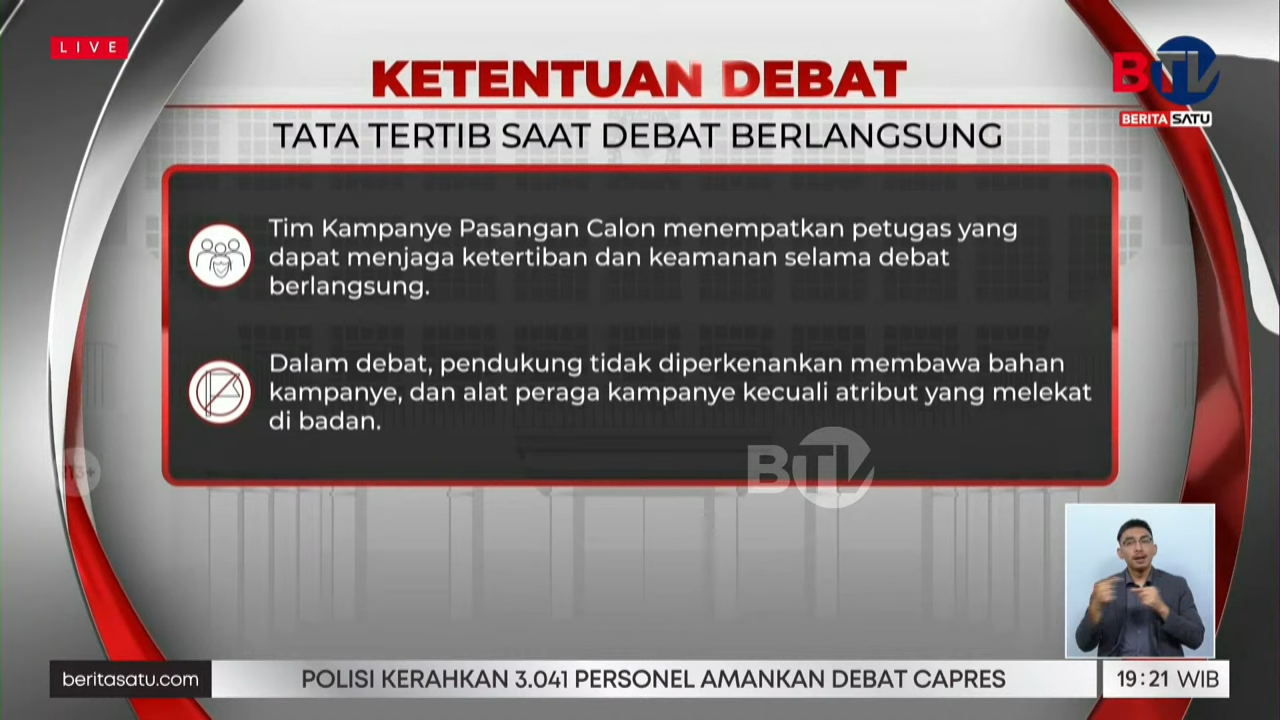 LIVE
KETENTUAN DEBAT
BTV
BERITA SATU
TATA TERTIB SAAT DEBAT BERLANGSUNG
Tim Kampanye Pasangan Calon menempatkan petugas yang
dapat menjaga ketertiban dan keamanan selama debat
berlangsung.
Dalam debat, pendukung tidak diperkenankan membawa bahan
kampanye, dan alat peraga kampanye kecuali atribut yang melekat
di badan.
BTV
beritasatu.com
POLISI KERAHKAN 3.041 PERSONEL AMANKAN DEBAT CAPRES
19:21 WIB